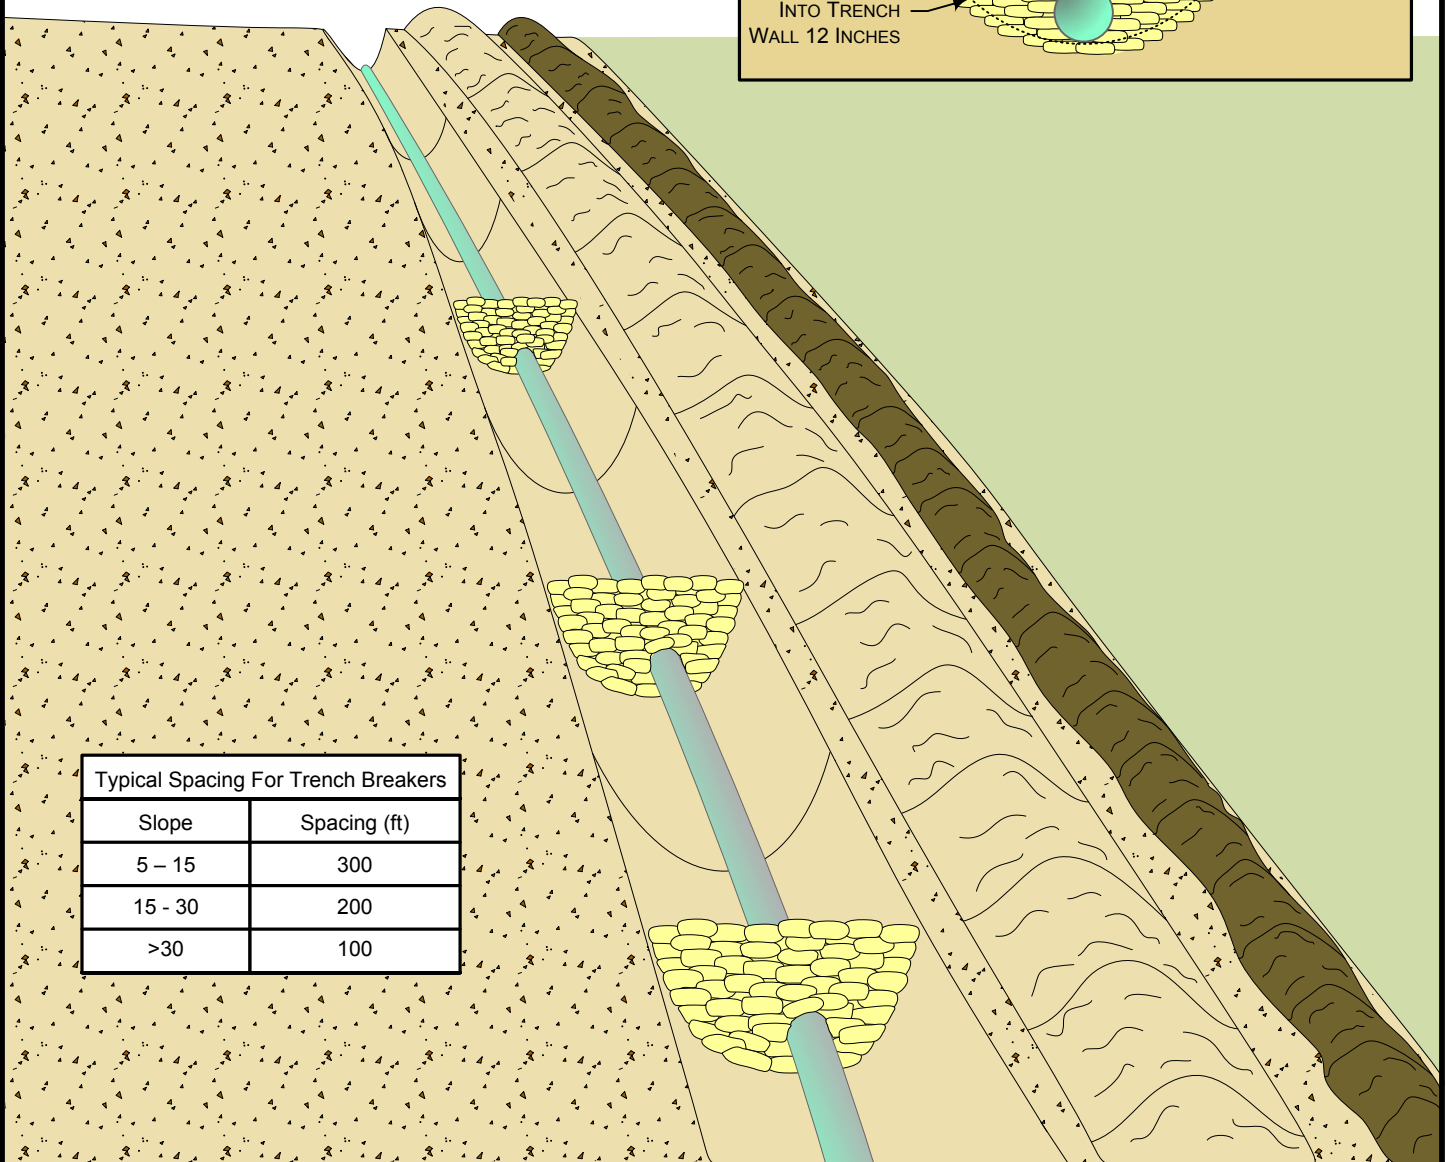 INTO TRENCH
WALL 12 INCHES
Typical Spacing For Trench Breakers
Slope Spacing (ft)
5 – 15 300
15 - 30 200
>30 100